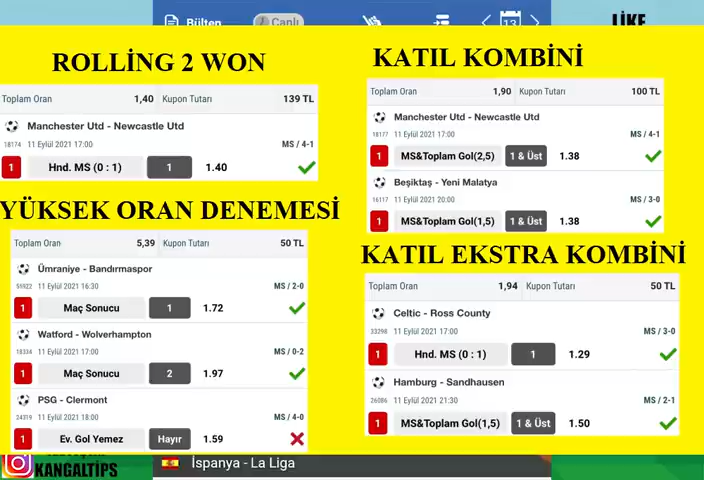 Bülten
Canlı
13
LİKE
ROLLİNG 2 WON
Toplam Oran 1,40 Kupon Tutarı 139 TL
Manchester Utd - Newcastle Utd
18174 11 Eylül 2021 17:00 MS / 4-1
1 Hnd. MS (0 : 1) 1 1.40
YÜKSEK ORAN DENEMESİ
Toplam Oran 5,39 Kupon Tutarı 50 TL
Ümraniye - Bandırmaspor
11 Eylül 2021 16:30 MS / 2-0
1 Maç Sonucu 1 1.72
Watford - Wolverhampton
18334 11 Eylül 2021 17:00 MS / 0-2
1 Maç Sonucu 2 1.97
PSG - Clermont
24319 11 Eylül 2021 18:00 MS / 4-0
1 Ev. Gol Yemez Hayır 1.59
KATIL KOMBİNİ
Toplam Oran 1,90 Kupon Tutarı 100 TL
Manchester Utd - Newcastle Utd
18177 11 Eylül 2021 17:00 MS / 4-1
1 MS&Toplam Gol(2,5) 1 & Üst 1.38
Beşiktaş - Yeni Malatya
16117 11 Eylül 2021 20:00 MS / 3-0
1 MS&Toplam Gol(1,5) 1 & Üst 1.38
KATIL EKSTRA KOMBİNİ
Toplam Oran 1,94 Kupon Tutarı 50 TL
Celtic - Ross County
33298 11 Eylül 2021 17:00 MS / 3-0
1 Hnd. MS (0 : 1) 1 1.29
Hamburg - Sandhausen
26086 11 Eylül 2021 21:30 MS / 2-1
1 MS&Toplam Gol(1,5) 1 & Üst 1.50
KANGALTİPS
İspanya - La Liga